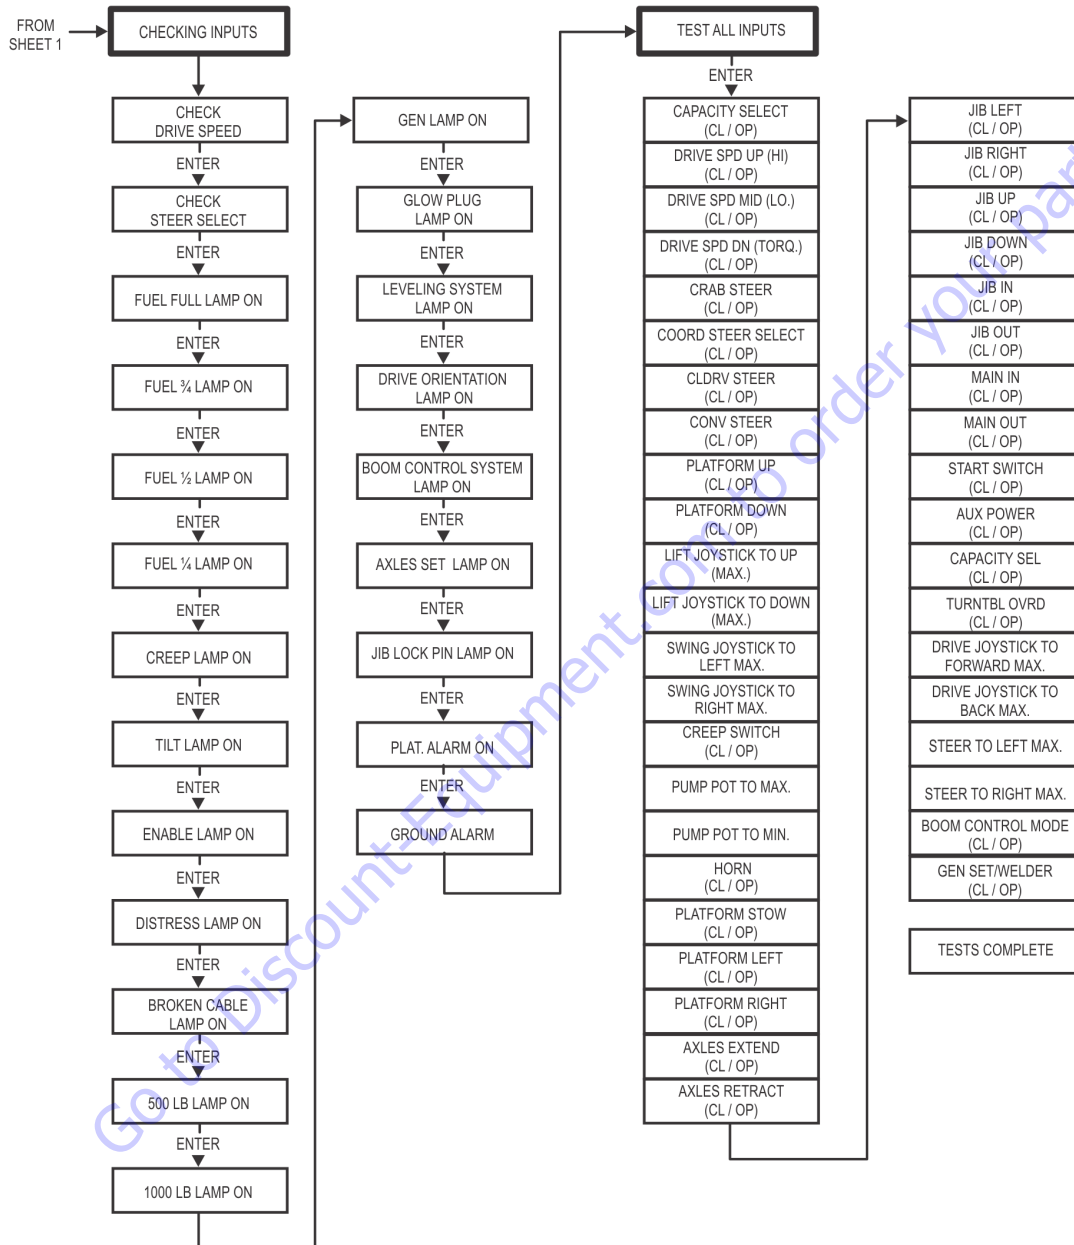 FROM
SHEET 1
CHECKING INPUTS
CHECK
DRIVE SPEED
ENTER
CHECK
STEER SELECT
ENTER
FUEL FULL LAMP ON
ENTER
FUEL ¾ LAMP ON
ENTER
FUEL ½ LAMP ON
ENTER
FUEL ¼ LAMP ON
ENTER
CREEP LAMP ON
ENTER
TILT LAMP ON
ENTER
ENABLE LAMP ON
ENTER
DISTRESS LAMP ON
ENTER
BROKEN CABLE
LAMP ON
ENTER
500 LB LAMP ON
ENTER
1000 LB LAMP ON
GEN LAMP ON
ENTER
GLOW PLUG
LAMP ON
ENTER
LEVELING SYSTEM
LAMP ON
ENTER
DRIVE ORIENTATION
LAMP ON
ENTER
BOOM CONTROL SYSTEM
LAMP ON
ENTER
AXLES SET LAMP ON
ENTER
JIB LOCK PIN LAMP ON
ENTER
PLAT. ALARM ON
ENTER
GROUND ALARM
TEST ALL INPUTS
ENTER
CAPACITY SELECT
(CL / OP)
DRIVE SPD UP (HI)
(CL / OP)
DRIVE SPD MID (LO.)
(CL / OP)
DRIVE SPD DN (TORQ.)
(CL / OP)
CRAB STEER
(CL / OP)
COORD STEER SELECT
(CL / OP)
CLDRV STEER
(CL / OP)
CONV STEER
(CL / OP)
PLATFORM UP
(CL / OP)
PLATFORM DOWN
(CL / OP)
LIFT JOYSTICK TO UP
(MAX.)
LIFT JOYSTICK TO DOWN
(MAX.)
SWING JOYSTICK TO
LEFT MAX.
SWING JOYSTICK TO
RIGHT MAX.
CREEP SWITCH
(CL / OP)
PUMP POT TO MAX.
PUMP POT TO MIN.
HORN
(CL / OP)
PLATFORM STOW
(CL / OP)
PLATFORM LEFT
(CL / OP)
PLATFORM RIGHT
(CL / OP)
AXLES EXTEND
(CL / OP)
AXLES RETRACT
(CL / OP)
JIB LEFT
(CL / OP)
JIB RIGHT
(CL / OP)
JIB UP
(CL / OP)
JIB DOWN
(CL / OP)
JIB IN
(CL / OP)
JIB OUT
(CL / OP)
MAIN IN
(CL / OP)
MAIN OUT
(CL / OP)
START SWITCH
(CL / OP)
AUX POWER
(CL / OP)
CAPACITY SEL
(CL / OP)
TURNTBL OVRD
(CL / OP)
DRIVE JOYSTICK TO
FORWARD MAX.
DRIVE JOYSTICK TO
BACK MAX.
STEER TO LEFT MAX.
STEER TO RIGHT MAX.
BOOM CONTROL MODE
(CL / OP)
GEN SET/WELDER
(CL / OP)
TESTS COMPLETE
Go to Discount-Equipment.com to order your part